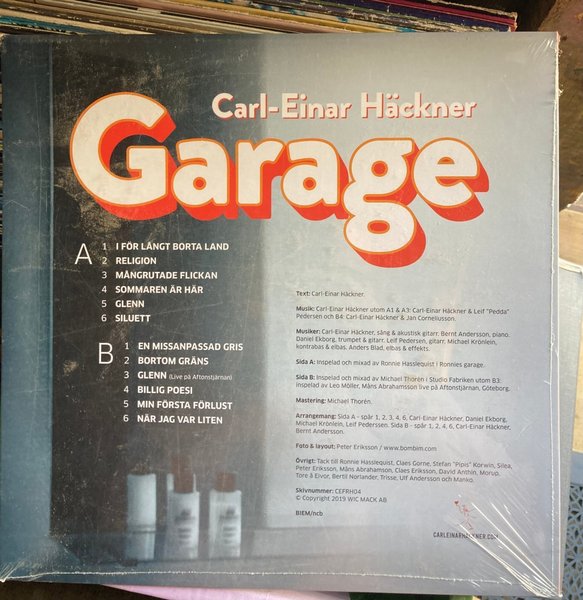 Carl-Einar Häckner
Garage
A
1 I FÖR LÅNGT BORTA LAND
2 RELIGION
3 MÅNGRUTADE FLICKAN
4 SOMMAREN ÄR HÄR
5 GLENN
6 SILUETT
B
1 EN MISSANPASSAD GRIS
2 BORTOM GRÄNS
3 GLENN (Live på Aftonstjärnan)
4 BILLIG POESI
5 MIN FÖRSTA FÖRLUST
6 NÄR JAG VAR LITEN
Text: Carl-Einar Häckner.
Musik: Carl-Einar Häckner utom A1 & A3: Carl-Einar Häckner & Leif "Pedda"
Pedersen och B4: Carl-Einar Häckner & Jan Corneliusson.
Musiker: Carl-Einar Häckner, sång & akustisk gitarr. Bernt Andersson, piano.
Daniel Ekborg, trumpet & gitarr. Leif Pedersen, gitarr, Michael Krönlein,
kontrabas & elbas. Anders Blad, elbas & effekts.
Sida A: Inspelad och mixad av Ronnie Hasslequist i Ronnies garage.
Sida B: Inspelad och mixad av Michael Thorén i Studio Fabriken utom B3:
inspelad av Leo Möller, Måns Abrahamsson live på Aftonstjärnan, Göteborg.
Mastering: Michael Thorén.
Arrangemang: Sida A - spår 1, 2, 3, 4, 6, Carl-Einar Häckner, Daniel Ekborg,
Michael Krönlein, Leif Pederssen. Sida B - spår 1, 2, 4, 6, Carl-Einar Häckner,
Bernt Andersson.
Foto & layout: Peter Eriksson / www.bombim.com
Övrigt: Tack till Ronnie Hasslequist, Claes Gorne, Stefan "Pipis" Korwin, Silea,
Peter Eriksson, Måns Abrahamson, Claes Eriksson, David Anthin, Morup,
Tore å Eivor, Bertil Norlander, Trisse, Ulf Andersson och Manko.
Skivnummer: CEFRH04
© Copyright 2019 WIC MACK AB
BIEM/ncb
CARLEINARHACKNER.COM